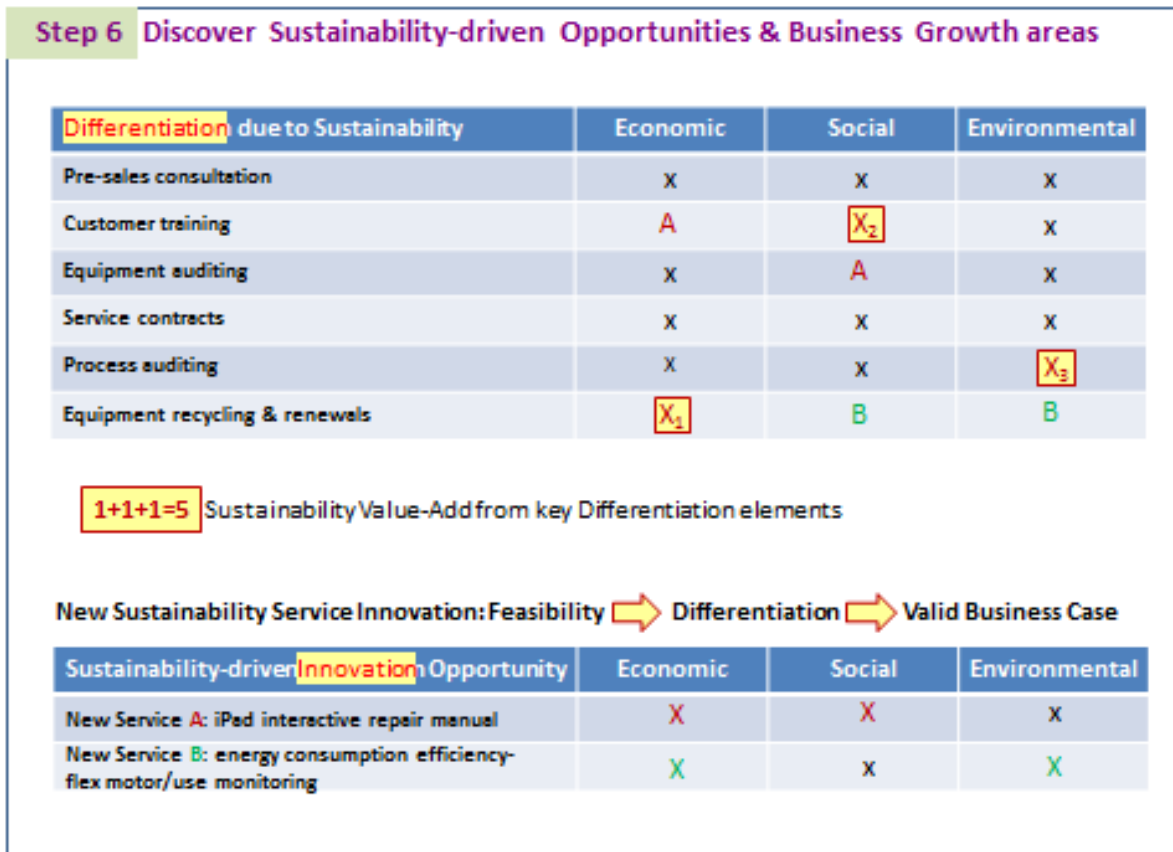 Step 6 Discover Sustainability-driven Opportunities & Business Growth areas
Differentiation due to Sustainability Economic Social Environmental
Pre-sales consultation x x x
Customer training A X₂ x
Equipment auditing x A x
Service contracts x x x
Process auditing x x X₃
Equipment recycling & renewals X₁ B B
1+1+1=5 Sustainability Value-Add from key Differentiation elements
New Sustainability Service Innovation: Feasibility Differentiation Valid Business Case
Sustainability-driven Innovation Opportunity Economic Social Environmental
New Service A: iPad interactive repair manual X X x
New Service B: energy consumption efficiency-
flex motor/use monitoring X x X